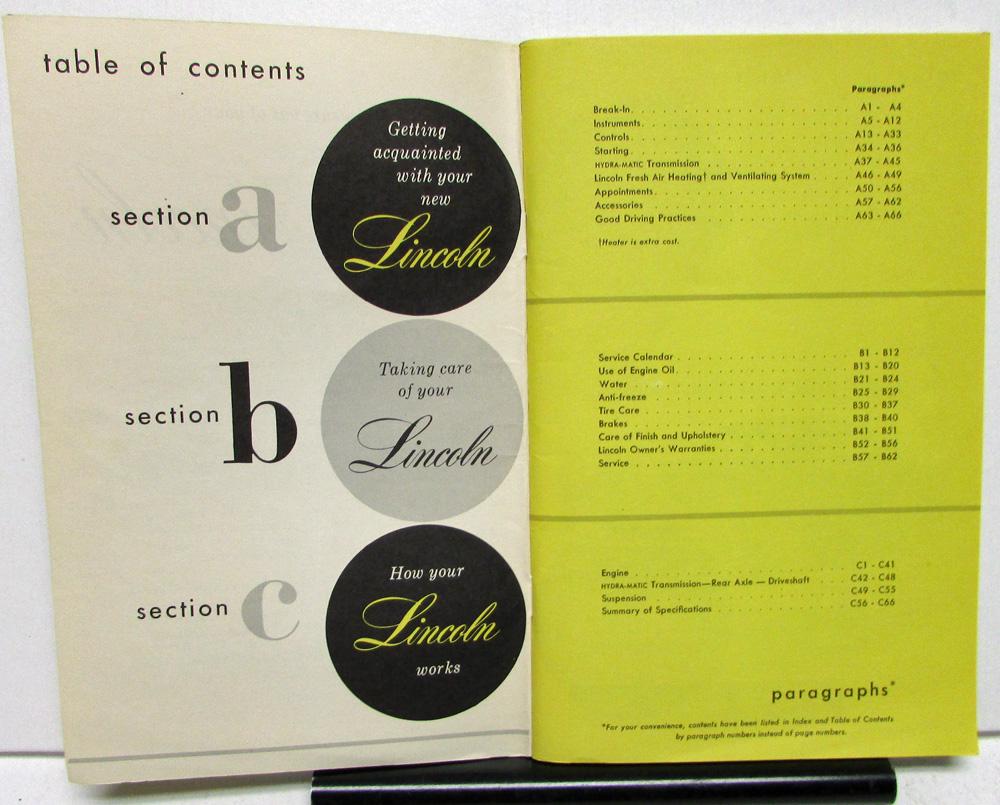 table of contents
section a
Getting
acquainted
with your
new
Lincoln
section b
Taking care
of your
Lincoln
section c
How your
Lincoln
works
Paragraphs*
Break-In. A1 - A4
Instruments. A5 - A12
Controls. A13 - A33
Starting. A34 - A36
HYDRA-MATIC Transmission A37 - A45
Lincoln Fresh Air Heating† and Ventilating System A46 - A49
Appointments. A50 - A56
Accessories A57 - A62
Good Driving Practices A63 - A66
†Heater is extra cost.
Service Calendar B1 - B12
Use of Engine Oil B13 - B20
Water B21 - B24
Anti-freeze B25 - B29
Tire Care B30 - B37
Brakes B38 - B40
Care of Finish and Upholstery B41 - B51
Lincoln Owner's Warranties B52 - B56
Service B57 - B62
Engine C1 - C41
HYDRA-MATIC Transmission—Rear Axle — Driveshaft C42 - C48
Suspension C49 - C55
Summary of Specifications C56 - C66
paragraphs*
*For your convenience, contents have been listed in Index and Table of Contents
by paragraph numbers instead of page numbers.